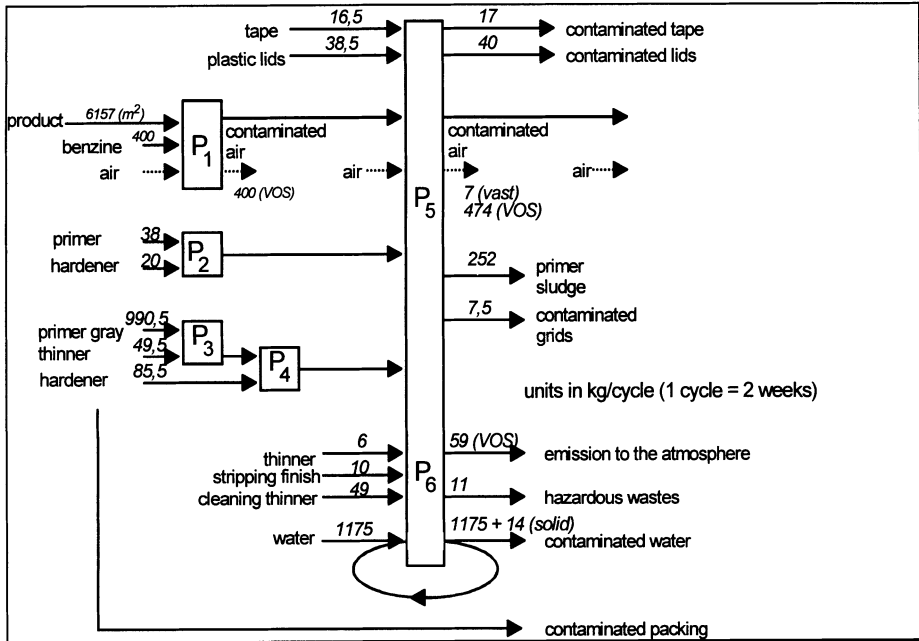 tape 16,5 17 contaminated tape
plastic lids 38,5 40 contaminated lids
product 6157 (m²)
benzine 400
air
P1
contaminated
air
400 (VOS)
air
contaminated
air
air
P5
7 (vast)
474 (VOS)
primer 38
hardener 20
P2
252 primer
sludge
7,5 contaminated
grids
primer gray 990,5
thinner 49,5
hardener 85,5
P3
P4
units in kg/cycle (1 cycle = 2 weeks)
thinner 6 59 (VOS) emission to the atmosphere
stripping finish 10
P6
cleaning thinner 49 11 hazardous wastes
water 1175 1175 + 14 (solid)
contaminated water
contaminated packing